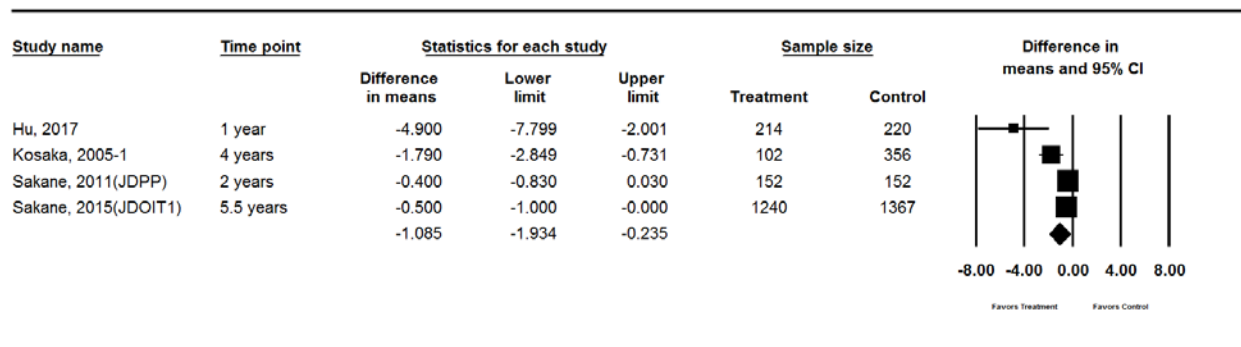 Study name Time point Statistics for each study Sample size Difference in means and 95% CI
Difference in means Lower limit Upper limit Treatment Control
Hu, 2017 1 year -4.900 -7.799 -2.001 214 220
Kosaka, 2005-1 4 years -1.790 -2.849 -0.731 102 356
Sakane, 2011(JDPP) 2 years -0.400 -0.830 0.030 152 152
Sakane, 2015(JDOIT1) 5.5 years -0.500 -1.000 -0.000 1240 1367
-1.085 -1.934 -0.235
-8.00 -4.00 0.00 4.00 8.00
Favors Treatment Favors Control